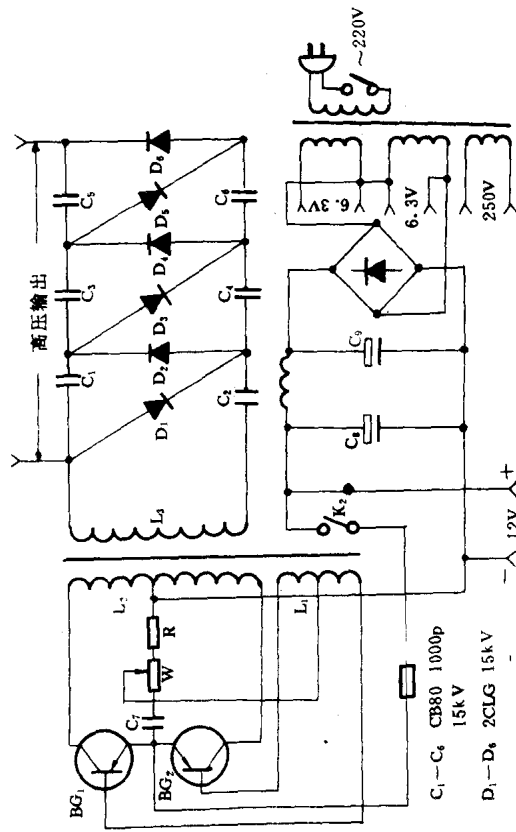 高压输出
C₁
C₃
C₅
D₁
D₂
D₃
D₄
D₅
D₆
C₂
C₄
C₆
L₃
L₂
L₁
R
W
C₇
BG₁
BG₂
K₂
C₈
C₉
6.3V
6.3V
250V
~220V
- 12V +
C₁—C₆ CB80 1000p
15kV
D₁—D₆ 2CLG 15kV